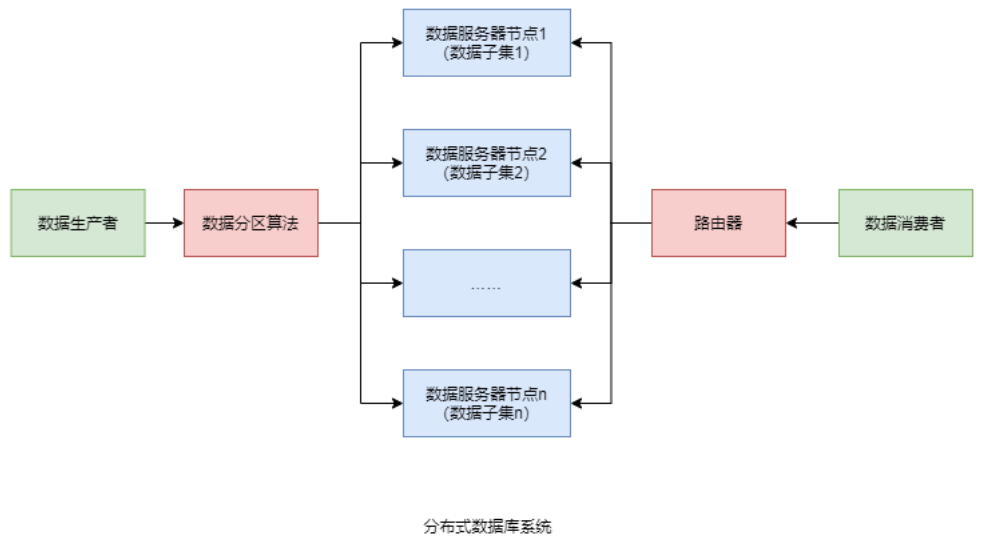 数据服务器节点1
（数据子集1）
数据服务器节点2
（数据子集2）
数据生产者
数据分区算法
路由器
数据消费者
……
数据服务器节点n
（数据子集n）
分布式数据库系统